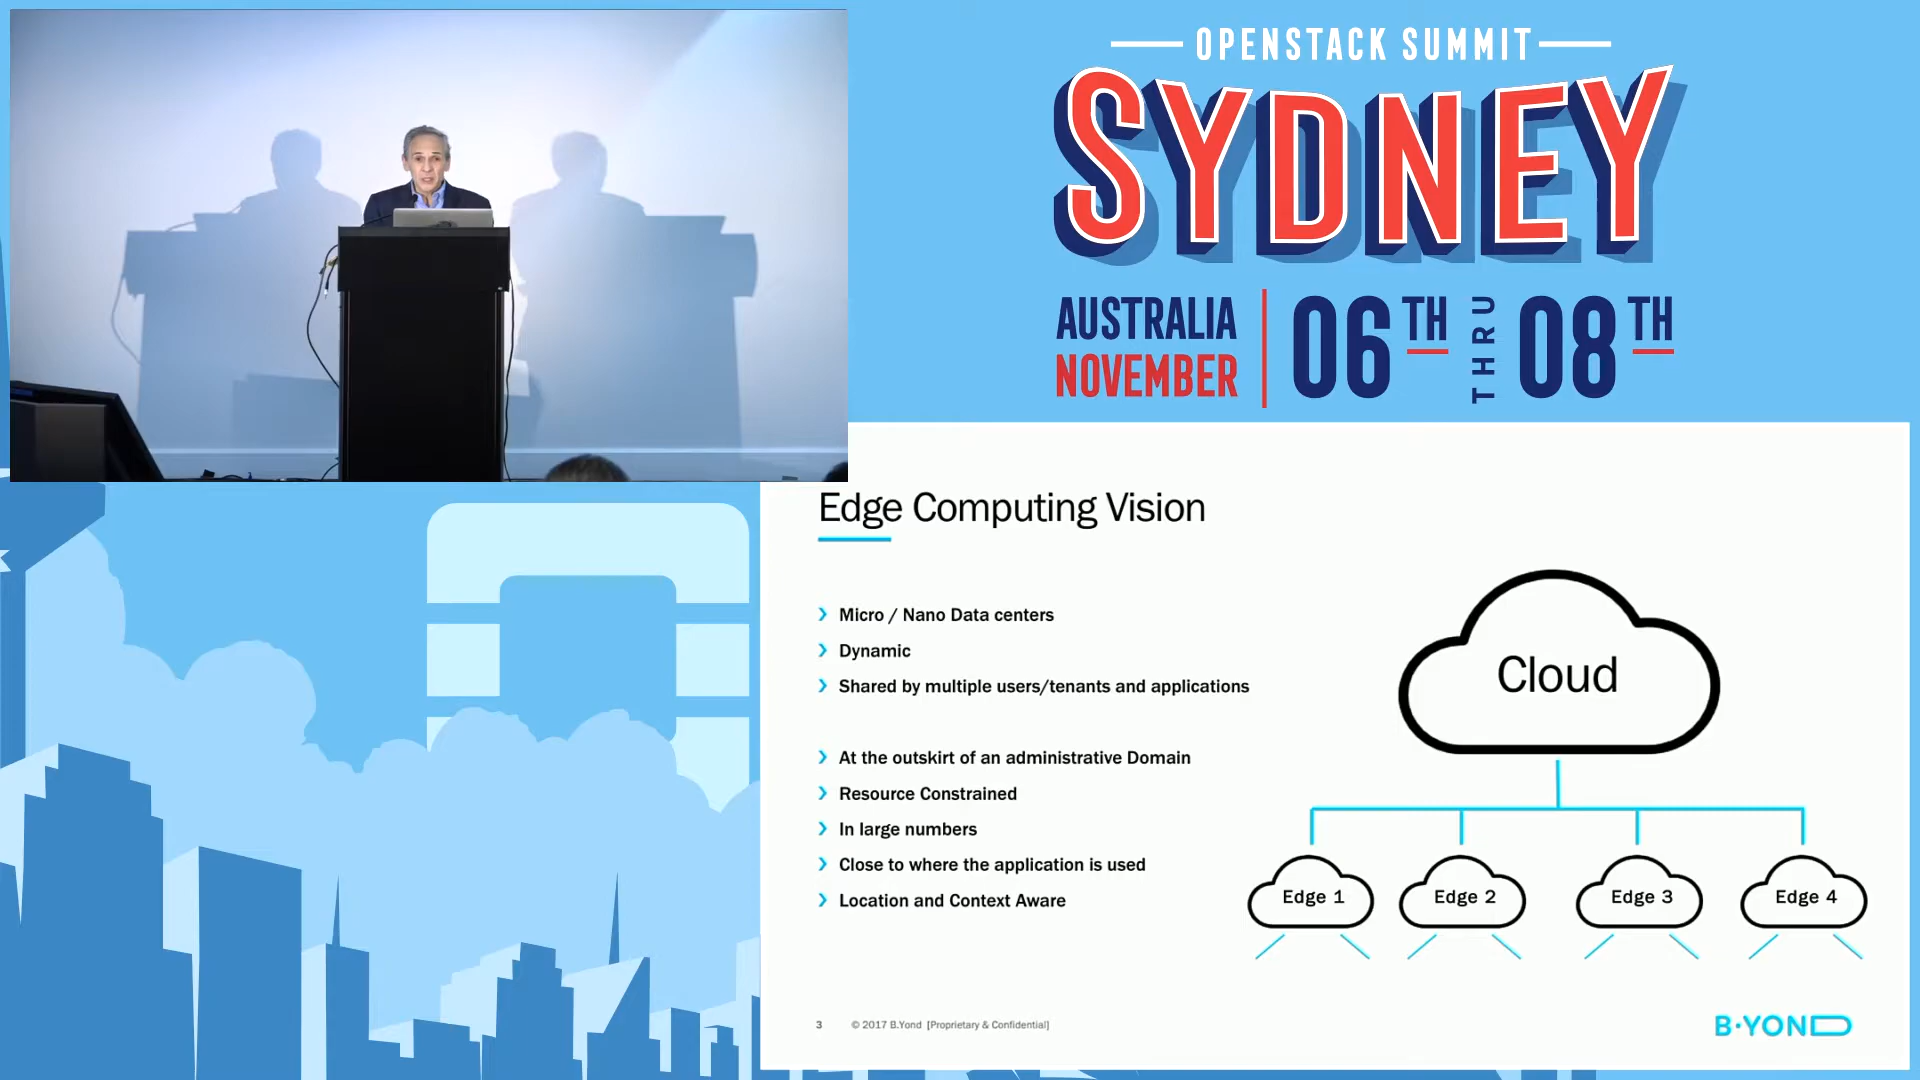 OPENSTACK SUMMIT
SYDNEY
AUSTRALIA
NOVEMBER
06TH THRU 08TH
Edge Computing Vision
Micro / Nano Data centers
Dynamic
Shared by multiple users/tenants and applications
At the outskirt of an administrative Domain
Resource Constrained
In large numbers
Close to where the application is used
Location and Context Aware
Cloud
Edge 1 Edge 2 Edge 3 Edge 4
3 © 2017 B.Yond [Proprietary & Confidential]
B·YOND